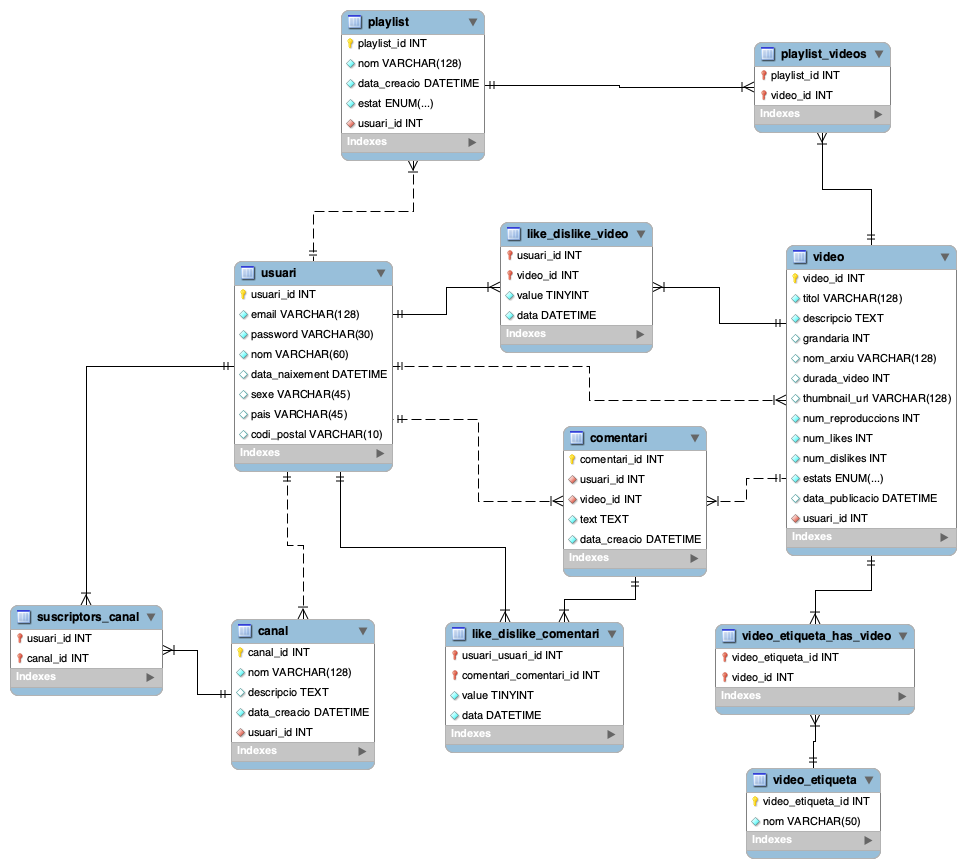 playlist
playlist_id INT
nom VARCHAR(128)
data_creacio DATETIME
estat ENUM(...)
usuari_id INT
Indexes
playlist_videos
playlist_id INT
video_id INT
Indexes
like_dislike_video
usuari_id INT
video_id INT
value TINYINT
data DATETIME
Indexes
usuari
usuari_id INT
email VARCHAR(128)
password VARCHAR(30)
nom VARCHAR(60)
data_naixement DATETIME
sexe VARCHAR(45)
pais VARCHAR(45)
codi_postal VARCHAR(10)
Indexes
video
video_id INT
titol VARCHAR(128)
descripcio TEXT
grandaria INT
nom_arxiu VARCHAR(128)
durada_video INT
thumbnail_url VARCHAR(128)
num_reproduccions INT
num_likes INT
num_dislikes INT
estats ENUM(...)
data_publicacio DATETIME
usuari_id INT
Indexes
comentari
comentari_id INT
usuari_id INT
video_id INT
text TEXT
data_creacio DATETIME
Indexes
suscriptors_canal
usuari_id INT
canal_id INT
Indexes
canal
canal_id INT
nom VARCHAR(128)
descripcio TEXT
data_creacio DATETIME
usuari_id INT
Indexes
like_dislike_comentari
usuari_usuari_id INT
comentari_comentari_id INT
value TINYINT
data DATETIME
Indexes
video_etiqueta_has_video
video_etiqueta_id INT
video_id INT
Indexes
video_etiqueta
video_etiqueta_id INT
nom VARCHAR(50)
Indexes